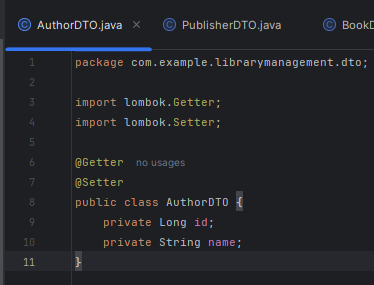 AuthorDTO.java
PublisherDTO.java
BookD
1 package com.example.librarymanagement.dto;
2
3 import lombok.Getter;
4 import lombok.Setter;
5
6 @Getter no usages
7 @Setter
8 public class AuthorDTO {
9 private Long id;
10 private String name;
11 }